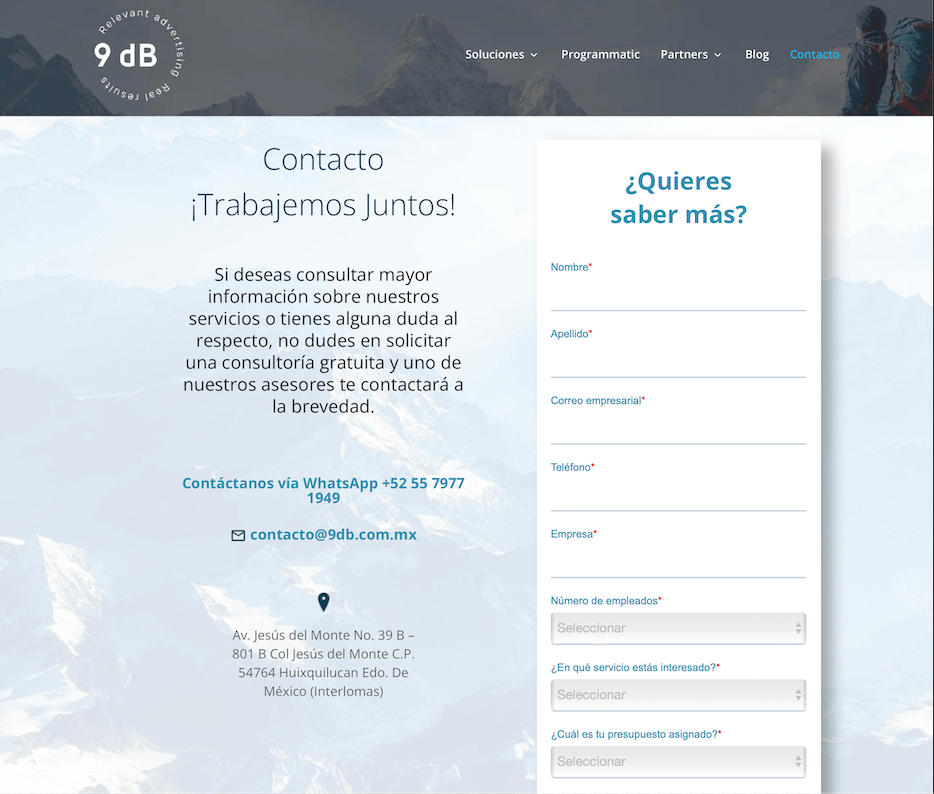 Relevant advertising
9 dB
Real results
Soluciones
Programmatic
Partners
Blog
Contacto
Contacto
¡Trabajemos Juntos!
Si deseas consultar mayor
información sobre nuestros
servicios o tienes alguna duda al
respecto, no dudes en solicitar
una consultoría gratuita y uno de
nuestros asesores te contactará a
la brevedad.
Contáctanos vía WhatsApp +52 55 7977
1949
contacto@9db.com.mx
Av. Jesús del Monte No. 39 B –
801 B Col Jesús del Monte C.P.
54764 Huixquilucan Edo. De
México (Interlomas)
¿Quieres
saber más?
Nombre*
Apellido*
Correo empresarial*
Teléfono*
Empresa*
Número de empleados*
Seleccionar
¿En qué servicio estás interesado?*
Seleccionar
¿Cuál es tu presupuesto asignado?*
Seleccionar